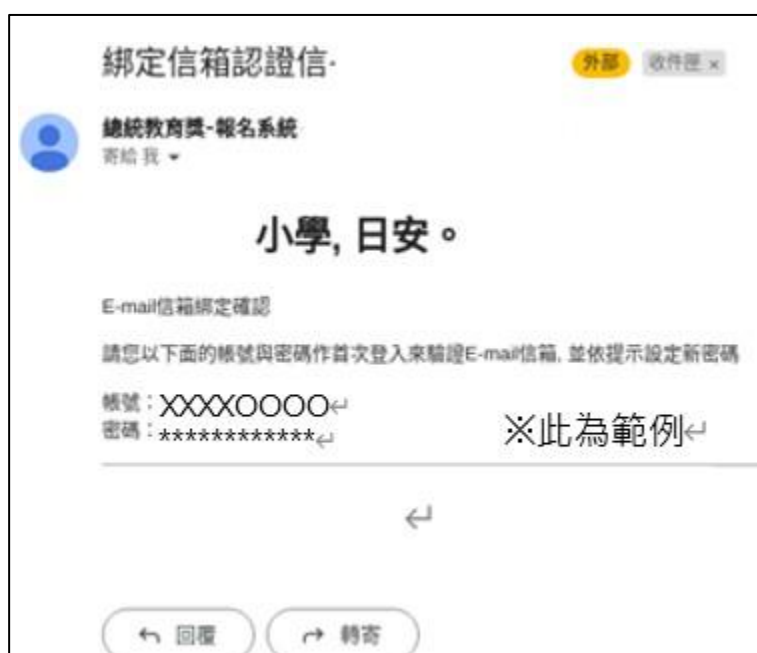 綁定信箱認證信·
外部 收件匣 ×
總統教育獎-報名系統
寄給 我
小學, 日安。
E-mail信箱綁定確認
請您以下面的帳號與密碼作首次登入來驗證E-mail信箱, 並依提示設定新密碼
帳號：XXXXOOOO↵
密碼：************↵
※此為範例↵
↵
回覆
轉寄